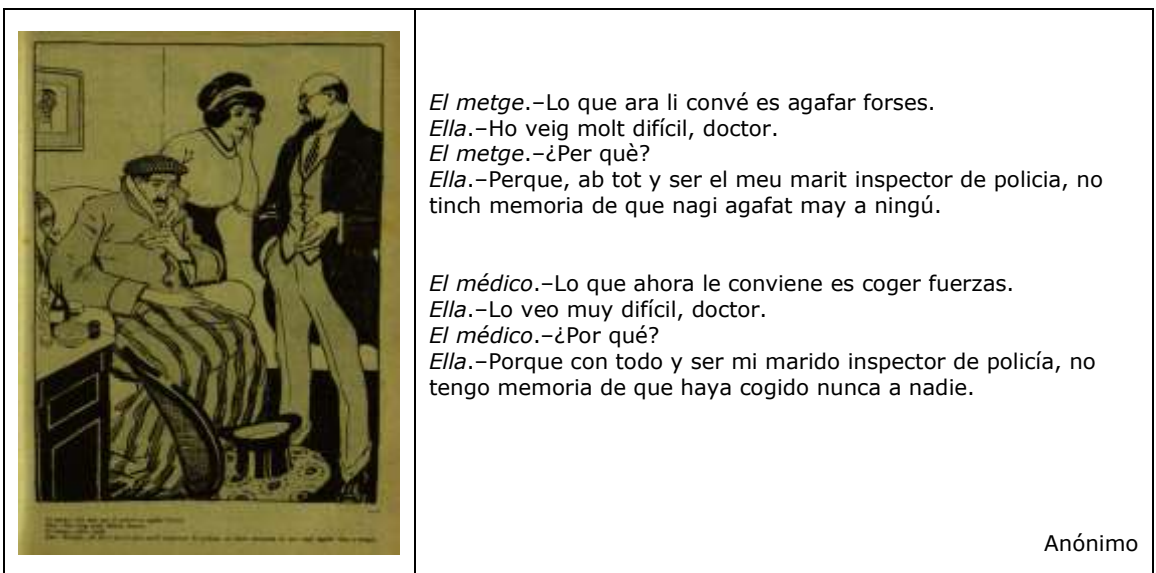 El metge.–Lo que ara li convé es agafar forses.
Ella.–Ho veig molt difícil, doctor.
El metge.–¿Per què?
Ella.–Perque, ab tot y ser el meu marit inspector de policia, no
tinch memoria de que nagi agafat may a ningú.
El médico.–Lo que ahora le conviene es coger fuerzas.
Ella.–Lo veo muy difícil, doctor.
El médico.–¿Por qué?
Ella.–Porque con todo y ser mi marido inspector de policía, no
tengo memoria de que haya cogido nunca a nadie.
Anónimo